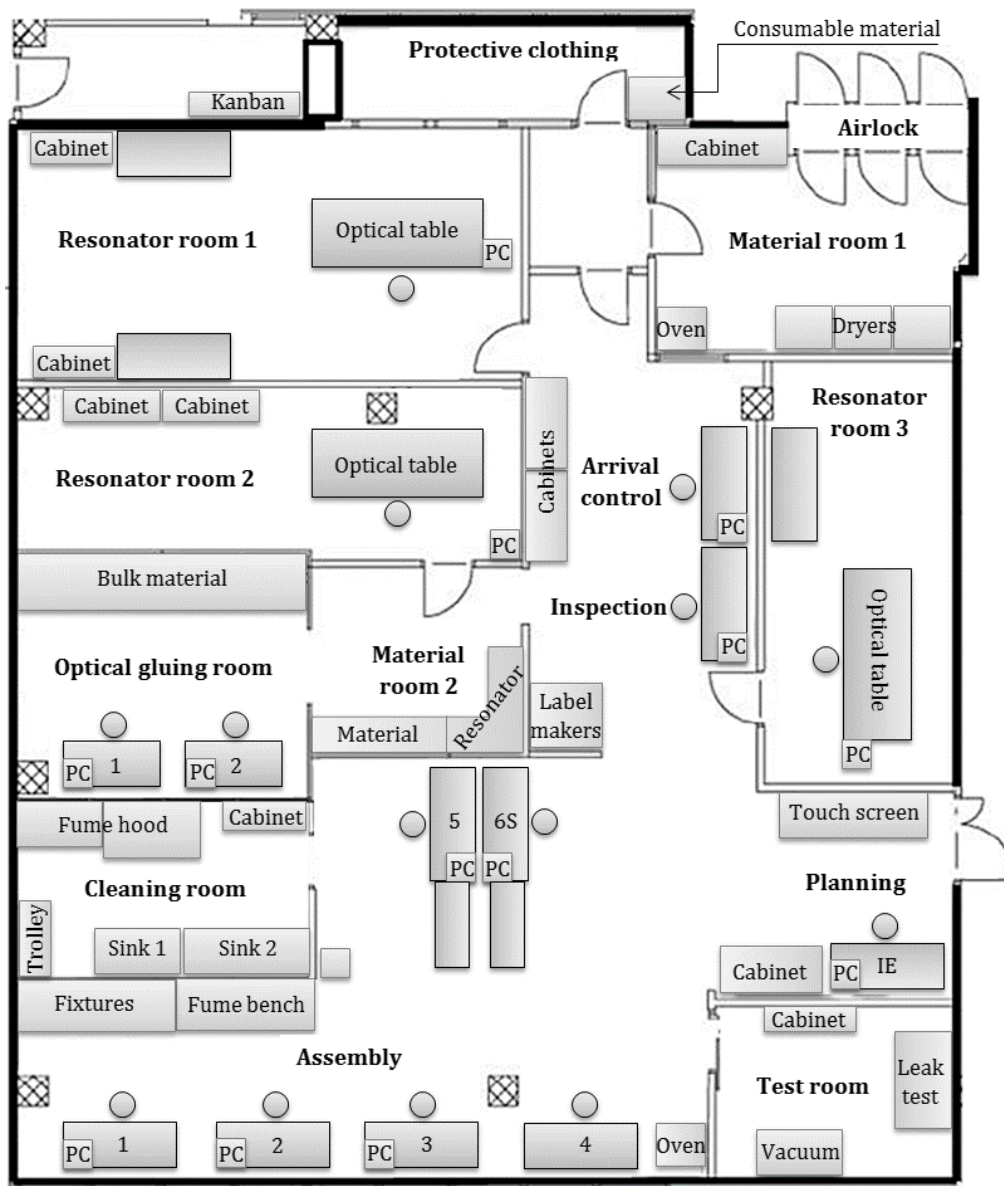 Consumable material
Protective clothing
Kanban
Airlock
Cabinet
Cabinet
Resonator room 1
Optical table
PC
Material room 1
Oven
Dryers
Cabinet
Cabinet
Cabinet
Resonator
room 3
Resonator room 2
Optical table
PC
Cabinets
Arrival
control
PC
Bulk material
Inspection
PC
Optical table
PC
Optical gluing room
Material
room 2
Material
Resonator
Label
makers
PC
1
PC
2
Fume hood
Cabinet
5
PC
6S
PC
Touch screen
Cleaning room
Planning
Trolley
Sink 1
Sink 2
Cabinet
PC
IE
Fixtures
Fume bench
Cabinet
Assembly
Test room
Leak
test
PC
1
PC
2
PC
3
4
Oven
Vacuum